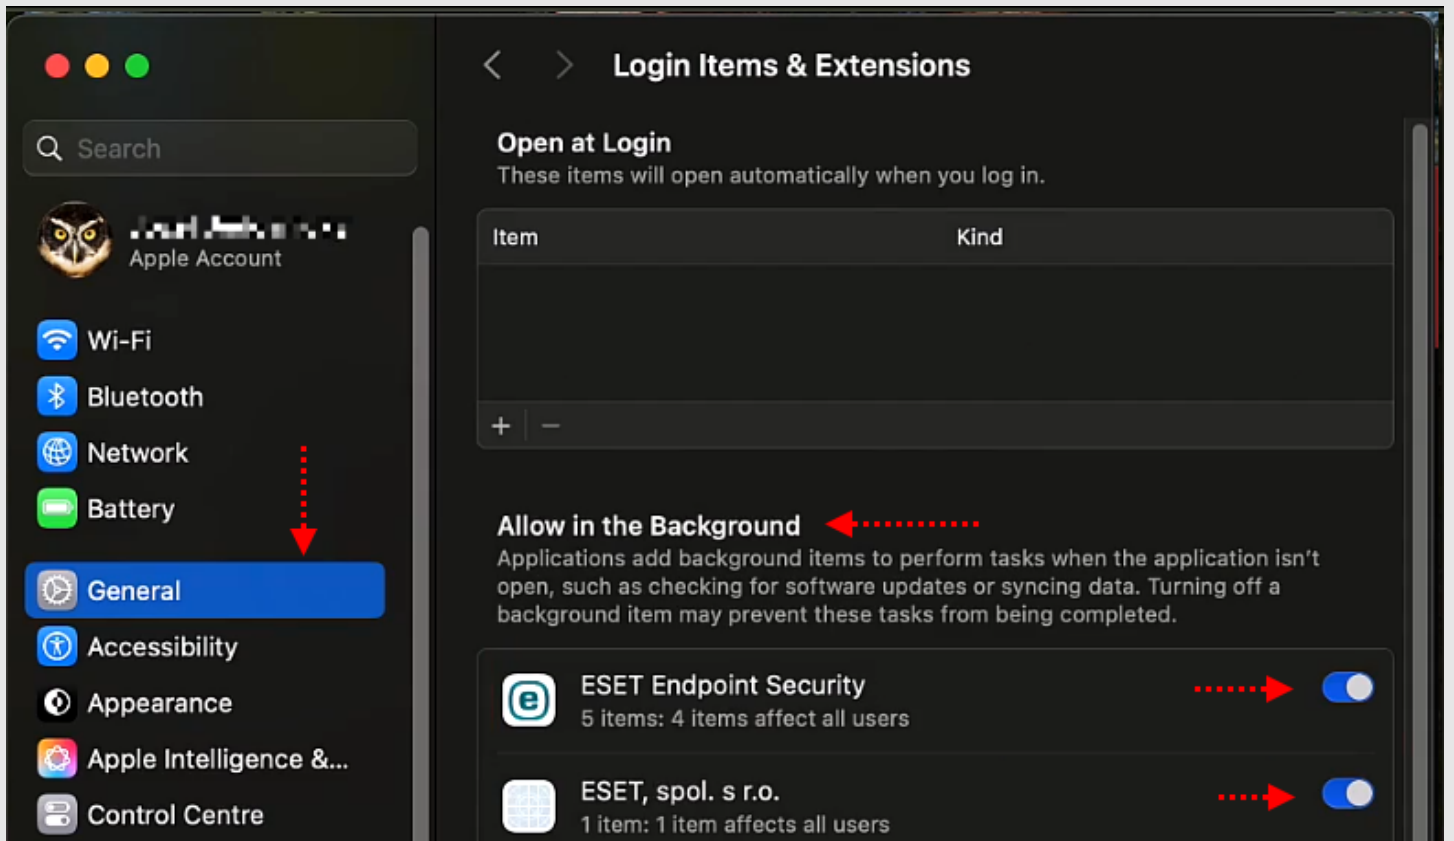 Login Items & Extensions
Search
Apple Account
Wi-Fi
Bluetooth
Network
Battery
General
Accessibility
Appearance
Apple Intelligence &...
Control Centre
Open at Login
These items will open automatically when you log in.
Item Kind
+ −
Allow in the Background
Applications add background items to perform tasks when the application isn't
open, such as checking for software updates or syncing data. Turning off a
background item may prevent these tasks from being completed.
ESET Endpoint Security
5 items: 4 items affect all users
ESET, spol. s r.o.
1 item: 1 item affects all users